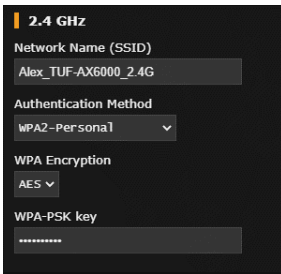 2.4 GHz
Network Name (SSID)
Alex_TUF-AX6000_2.4G
Authentication Method
WPA2-Personal
WPA Encryption
AES
WPA-PSK key
••••••••••